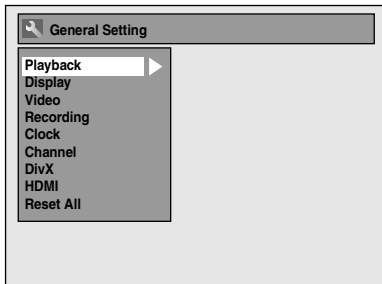 General Setting
Playback
Display
Video
Recording
Clock
Channel
DivX
HDMI
Reset All